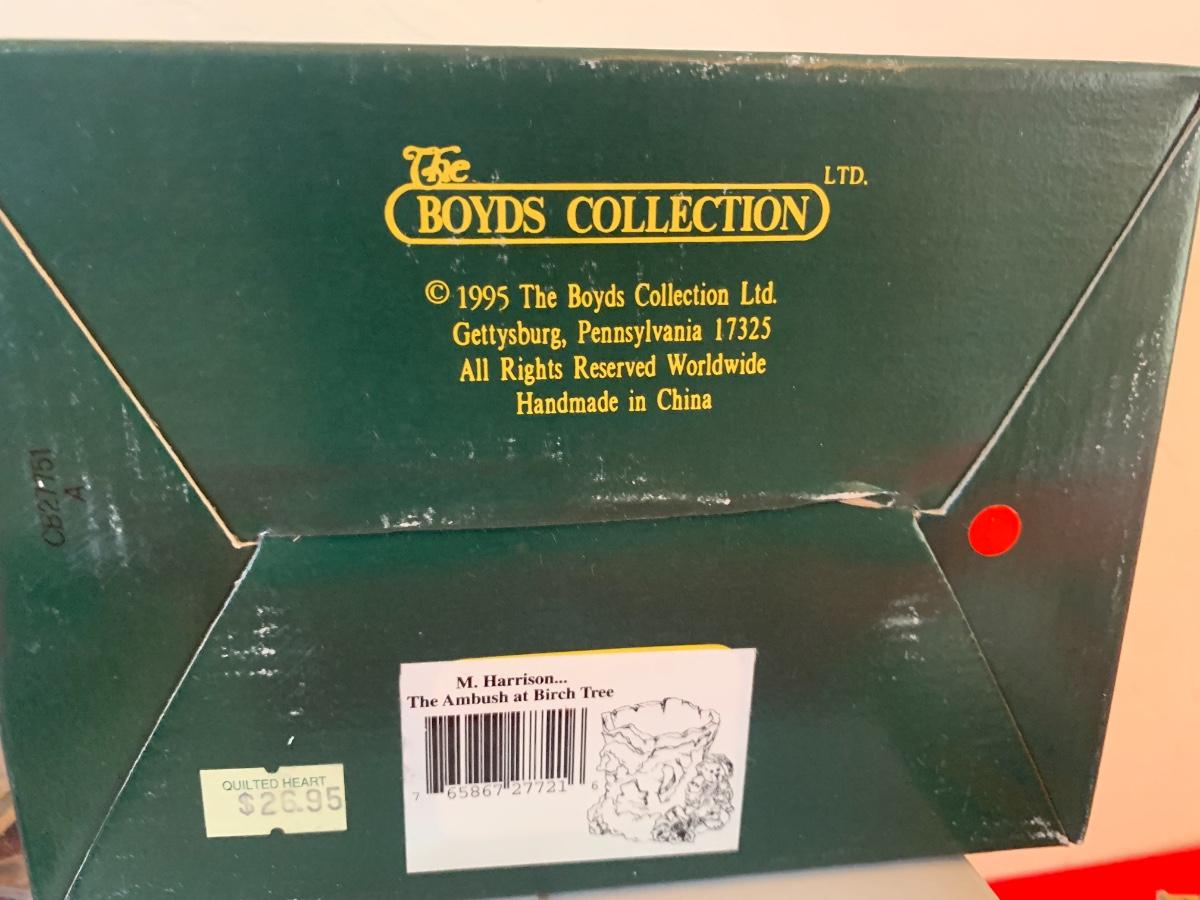 The
BOYDS COLLECTION LTD.
© 1995 The Boyds Collection Ltd.
Gettysburg, Pennsylvania 17325
All Rights Reserved Worldwide
Handmade in China
CB27751
A
M. Harrison...
The Ambush at Birch Tree
7 65867 27721 6
QUILTED HEART
$26.95